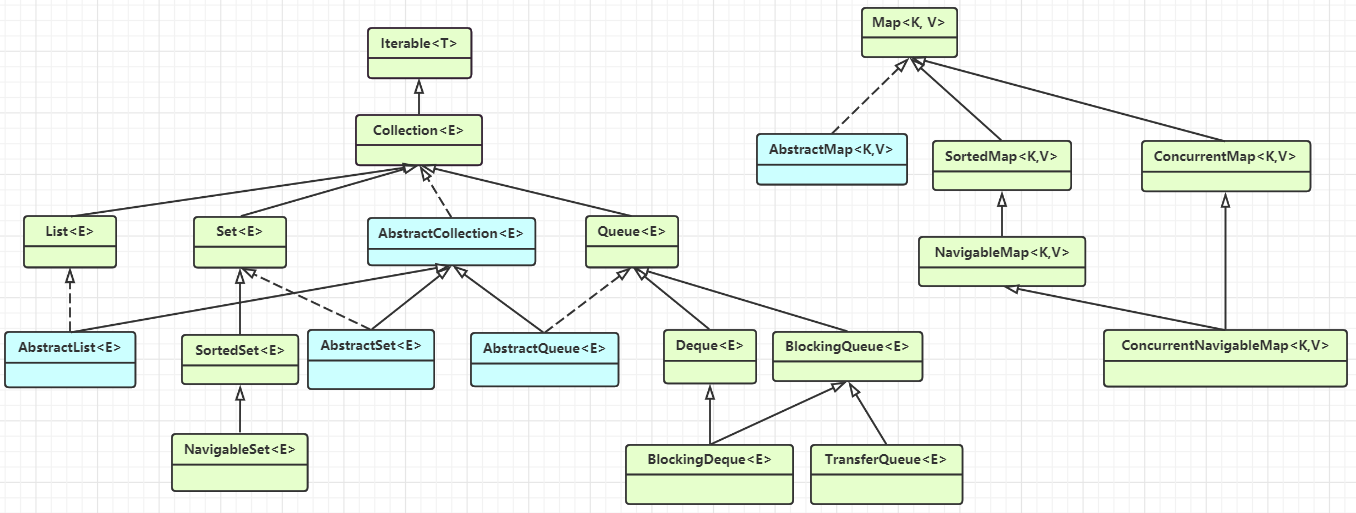 Iterable<T>
Map<K, V>
Collection<E>
AbstractMap<K,V>
SortedMap<K,V>
ConcurrentMap<K,V>
List<E>
Set<E>
AbstractCollection<E>
Queue<E>
NavigableMap<K,V>
AbstractList<E>
SortedSet<E>
AbstractSet<E>
AbstractQueue<E>
Deque<E>
BlockingQueue<E>
ConcurrentNavigableMap<K,V>
NavigableSet<E>
BlockingDeque<E>
TransferQueue<E>